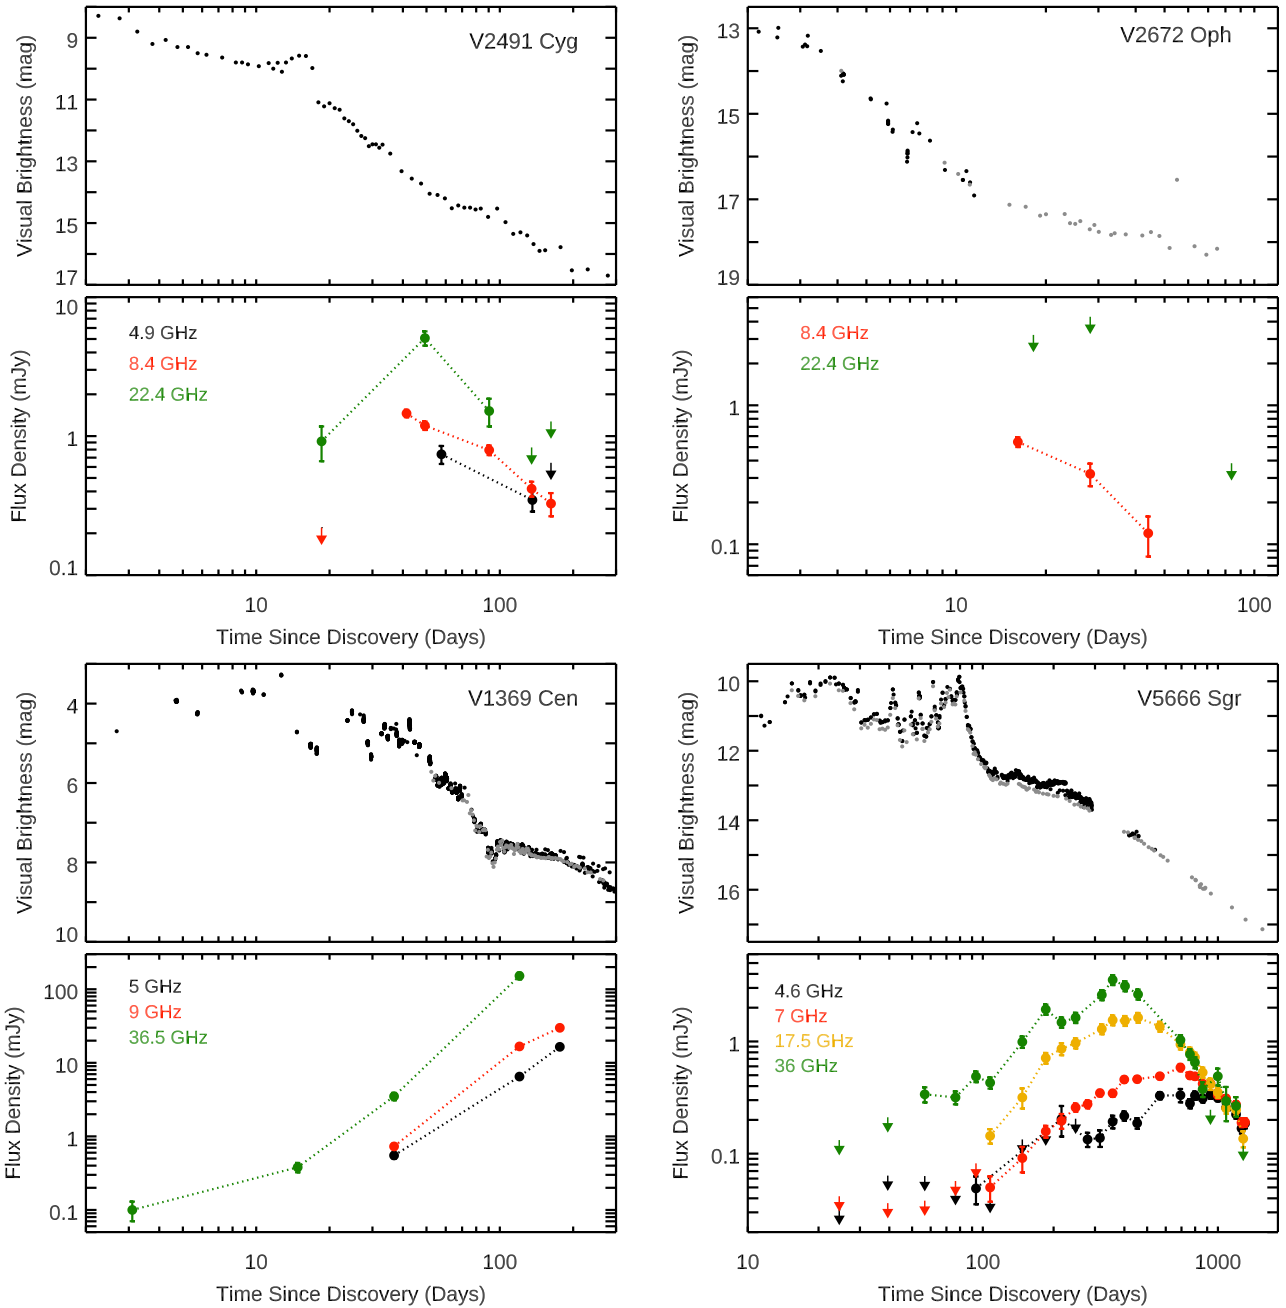 V2491 Cyg
9
11
13
15
17
Visual Brightness (mag)
4.9 GHz
8.4 GHz
22.4 GHz
10
1
0.1
Flux Density (mJy)
10 100
Time Since Discovery (Days)
V2672 Oph
13
15
17
19
Visual Brightness (mag)
8.4 GHz
22.4 GHz
1
0.1
Flux Density (mJy)
10 100
Time Since Discovery (Days)
V1369 Cen
4
6
8
10
Visual Brightness (mag)
5 GHz
9 GHz
36.5 GHz
100
10
1
0.1
Flux Density (mJy)
10 100
Time Since Discovery (Days)
V5666 Sgr
10
12
14
16
Visual Brightness (mag)
4.6 GHz
7 GHz
17.5 GHz
36 GHz
1
0.1
Flux Density (mJy)
10 100 1000
Time Since Discovery (Days)